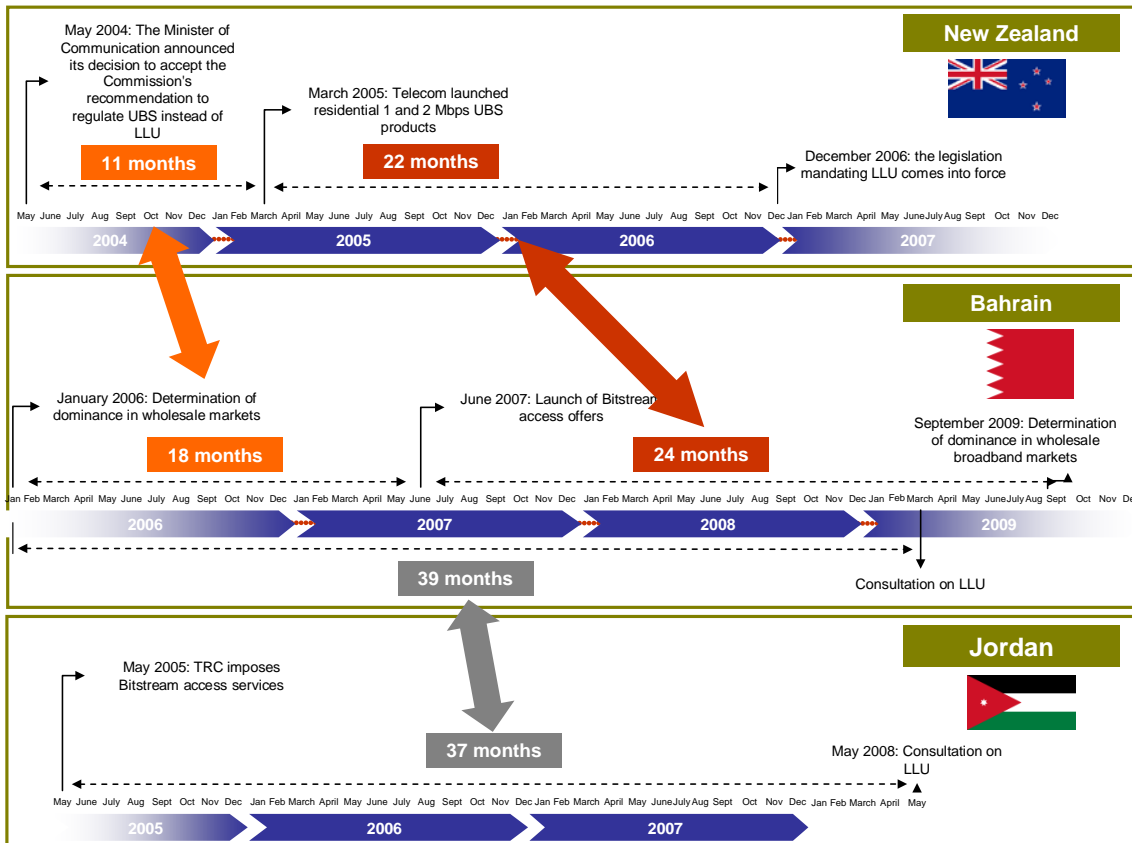 May 2004: The Minister of
Communication announced
its decision to accept the
Commission's
recommendation to
regulate UBS instead of
LLU
New Zealand
March 2005: Telecom launched
residential 1 and 2 Mbps UBS
products
11 months
22 months
December 2006: the legislation
mandating LLU comes into force
May June July Aug Sept Oct Nov Dec Jan Feb March April May June July Aug Sept Oct Nov Dec Jan Feb March April May June July Aug Sept Oct Nov Dec Jan Feb March April May June July Aug Sept Oct Nov Dec
2004 2005 2006 2007
Bahrain
January 2006: Determination of
dominance in wholesale markets
June 2007: Launch of Bitstream
access offers
September 2009: Determination
of dominance in wholesale
broadband markets
18 months
24 months
Jan Feb March April May June July Aug Sept Oct Nov Dec Jan Feb March April May June July Aug Sept Oct Nov Dec Jan Feb March April May June July Aug Sept Oct Nov Dec Jan Feb March April May June July Aug Sept Oct Nov De
2006 2007 2008 2009
39 months
Consultation on LLU
Jordan
May 2005: TRC imposes
Bitstream access services
37 months
May 2008: Consultation on
LLU
May June July Aug Sept Oct Nov Dec Jan Feb March April May June July Aug Sept Oct Nov Dec Jan Feb March April May June July Aug Sept Oct Nov Dec Jan Feb March April May
2005 2006 2007